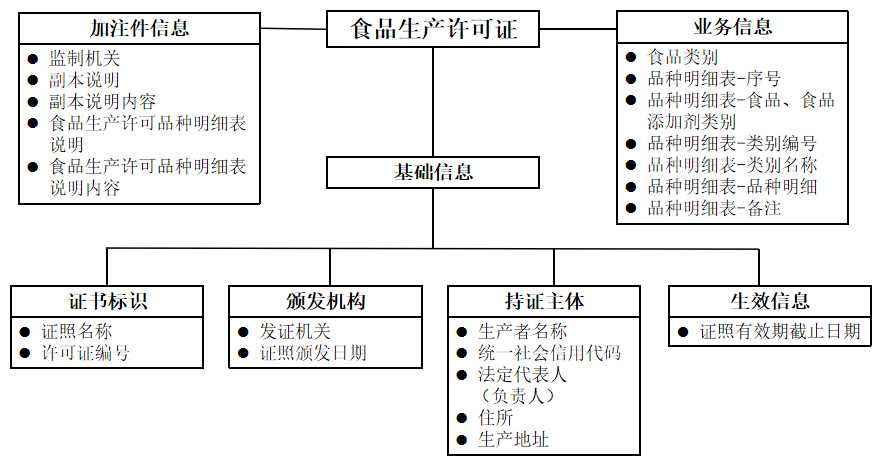 食品生产许可证
加注件信息
● 监制机关
● 副本说明
● 副本说明内容
● 食品生产许可品种明细表
说明
● 食品生产许可品种明细表
说明内容
业务信息
● 食品类别
● 品种明细表-序号
● 品种明细表-食品、食品
添加剂类别
● 品种明细表-类别编号
● 品种明细表-类别名称
● 品种明细表-品种明细
● 品种明细表-备注
基础信息
证书标识
● 证照名称
● 许可证编号
颁发机构
● 发证机关
● 证照颁发日期
持证主体
● 生产者名称
● 统一社会信用代码
● 法定代表人
（负责人）
● 住所
● 生产地址
生效信息
● 证照有效期截止日期